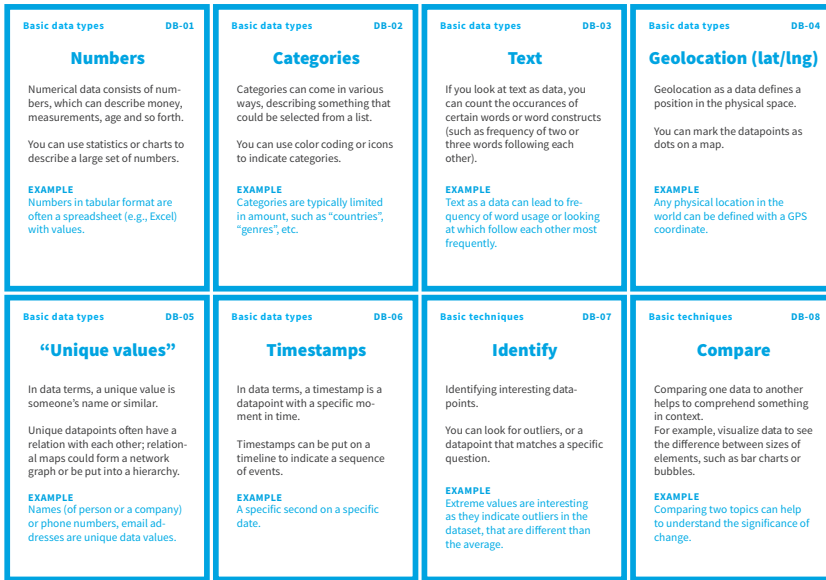 Basic data types DB-01
Numbers
Numerical data consists of num-
bers, which can describe money,
measurements, age and so forth.
You can use statistics or charts to
describe a large set of numbers.
EXAMPLE
Numbers in tabular format are
often a spreadsheet (e.g., Excel)
with values.
Basic data types DB-02
Categories
Categories can come in various
ways, describing something that
could be selected from a list.
You can use color coding or icons
to indicate categories.
EXAMPLE
Categories are typically limited
in amount, such as “countries”,
“genres”, etc.
Basic data types DB-03
Text
If you look at text as data, you
can count the occurances of
certain words or word constructs
(such as frequency of two or
three words following each
other).
EXAMPLE
Text as a data can lead to fre-
quency of word usage or looking
at which follow each other most
frequently.
Basic data types DB-04
Geolocation (lat/lng)
Geolocation as a data defines a
position in the physical space.
You can mark the datapoints as
dots on a map.
EXAMPLE
Any physical location in the
world can be defined with a GPS
coordinate.
Basic data types DB-05
“Unique values”
In data terms, a unique value is
someone’s name or similar.
Unique datapoints often have a
relation with each other; relation-
al maps could form a network
graph or be put into a hierarchy.
EXAMPLE
Names (of person or a company)
or phone numbers, email ad-
dresses are unique data values.
Basic data types DB-06
Timestamps
In data terms, a timestamp is a
datapoint with a specific mo-
ment in time.
Timestamps can be put on a
timeline to indicate a sequence
of events.
EXAMPLE
A specific second on a specific
date.
Basic techniques DB-07
Identify
Identifying interesting data-
points.
You can look for outliers, or a
datapoint that matches a specific
question.
EXAMPLE
Extreme values are interesting
as they indicate outliers in the
dataset, that are different than
the average.
Basic techniques DB-08
Compare
Comparing one data to another
helps to comprehend something
in context.
For example, visualize data to see
the difference between sizes of
elements, such as bar charts or
bubbles.
EXAMPLE
Comparing two topics can help
to understand the significance of
change.